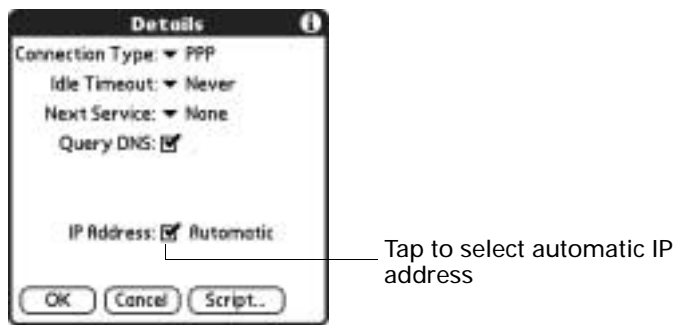 Details
Connection Type: PPP
Idle Timeout: Never
Next Service: None
Query DNS:
IP Address: Automatic
Tap to select automatic IP
address
OK Cancel Script..